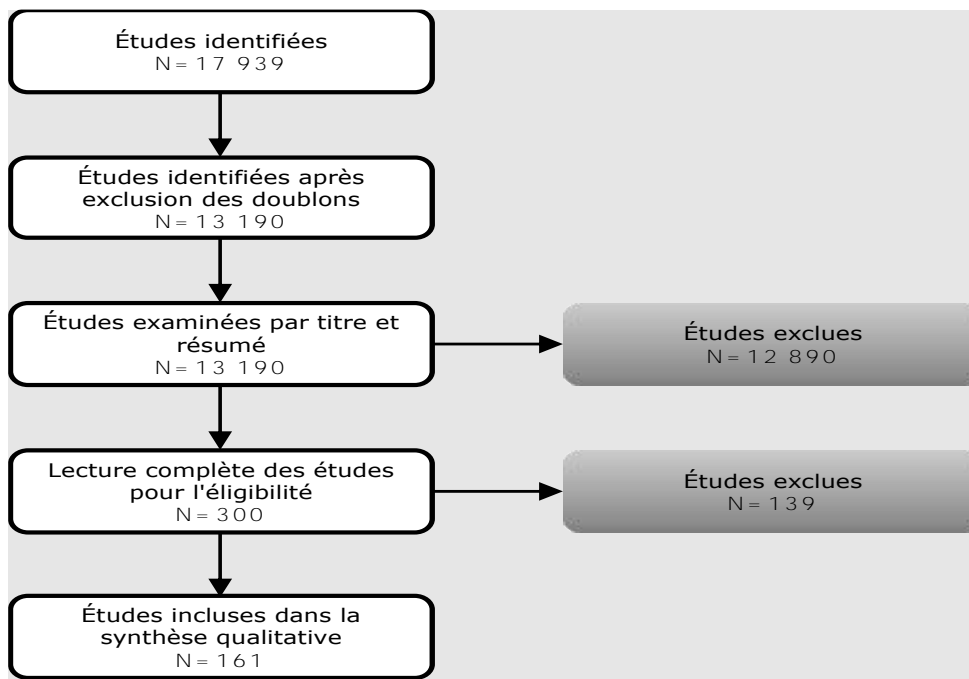 Études identifiées
N= 17 939
Études identifiées après
exclusion des doublons
N= 13 190
Études examinées par titre et
résumé
N= 13 190
Études exclues
N= 12 890
Lecture complète des études
pour l'éligibilité
N= 300
Études exclues
N= 139
Études incluses dans la
synthèse qualitative
N= 161